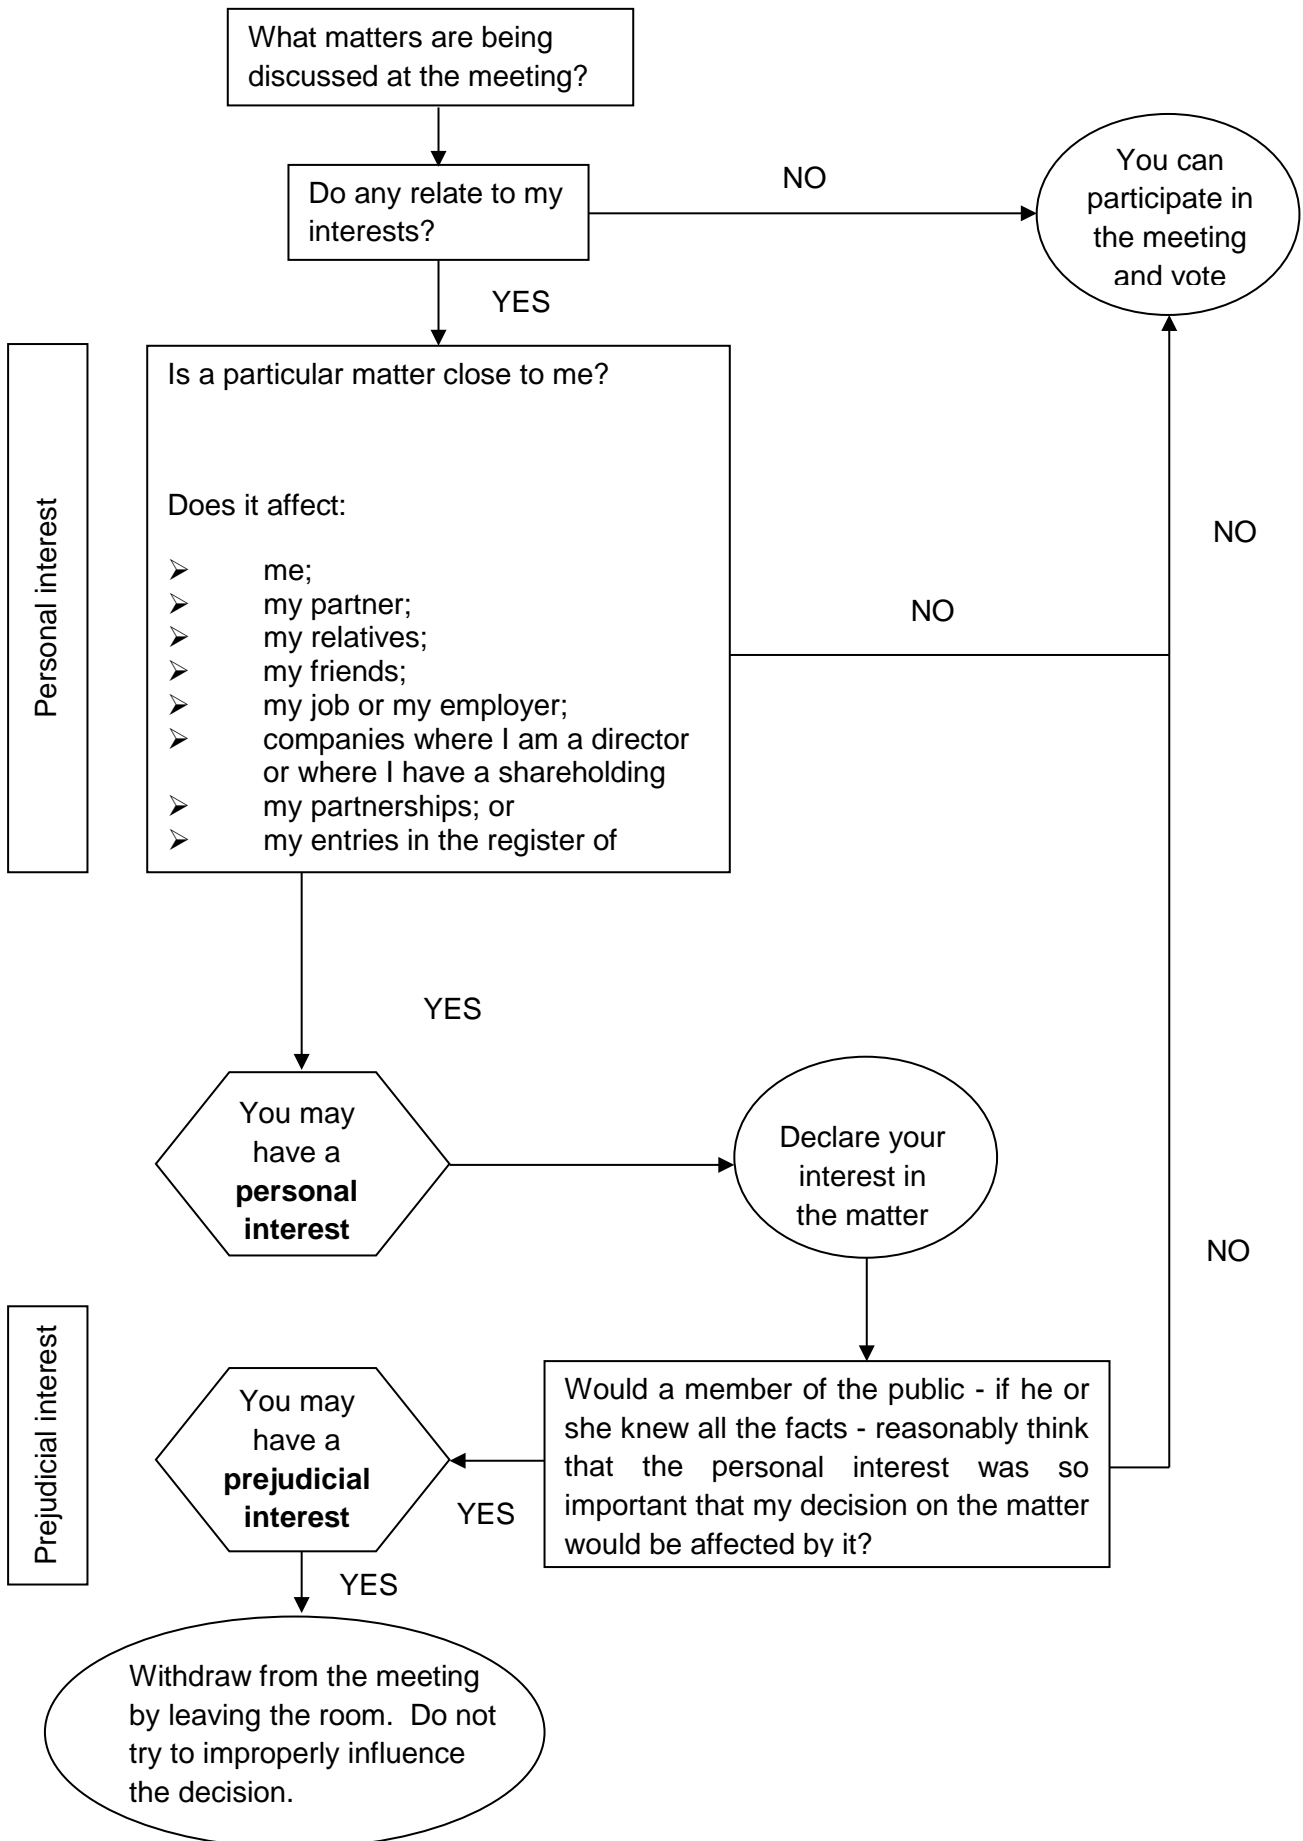 What matters are being
discussed at the meeting?
Do any relate to my
interests?
NO
You can
participate in
the meeting
and vote
YES
Personal interest
Is a particular matter close to me?
Does it affect:
➢ me;
➢ my partner;
➢ my relatives;
➢ my friends;
➢ my job or my employer;
➢ companies where I am a director
or where I have a shareholding
➢ my partnerships; or
➢ my entries in the register of
NO
NO
YES
You may
have a
personal
interest
Declare your
interest in
the matter
NO
Prejudicial interest
You may
have a
prejudicial
interest
YES
Would a member of the public - if he or
she knew all the facts - reasonably think
that the personal interest was so
important that my decision on the matter
would be affected by it?
YES
Withdraw from the meeting
by leaving the room. Do not
try to improperly influence
the decision.